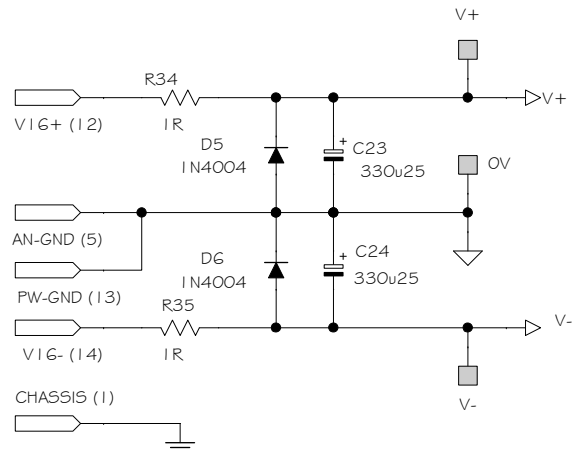 V+
R34
V16+ (12)
1R
V+
D5
1N4004
+
C23
330u25
0V
AN-GND (5)
D6
1N4004
+
C24
330u25
PW-GND (13)
R35
V-
V16- (14)
1R
V-
CHASSIS (1)